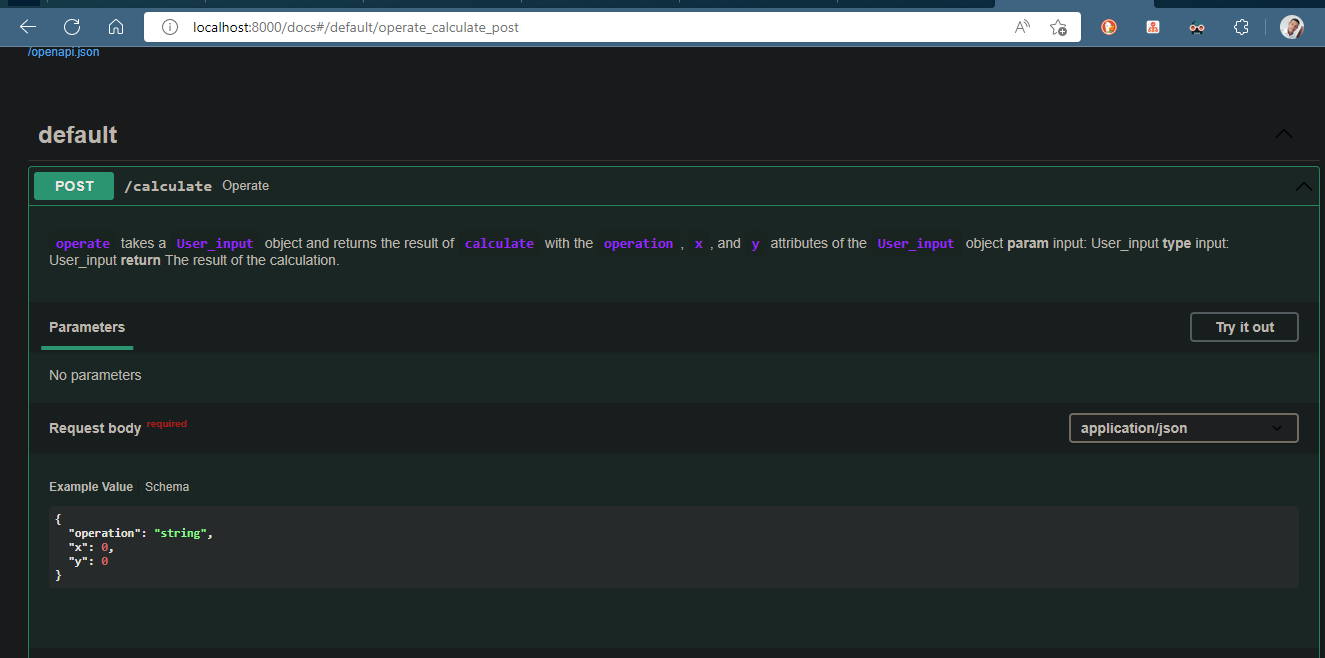 localhost:8000/docs#/default/operate_calculate_post
/openapi.json
default
POST /calculate Operate
operate takes a User_input object and returns the result of calculate with the operation , x , and y attributes of the User_input object param input: User_input type input:
User_input return The result of the calculation.
Parameters
Try it out
No parameters
Request body required
application/json
Example Value Schema
{
"operation": "string",
"x": 0,
"y": 0
}